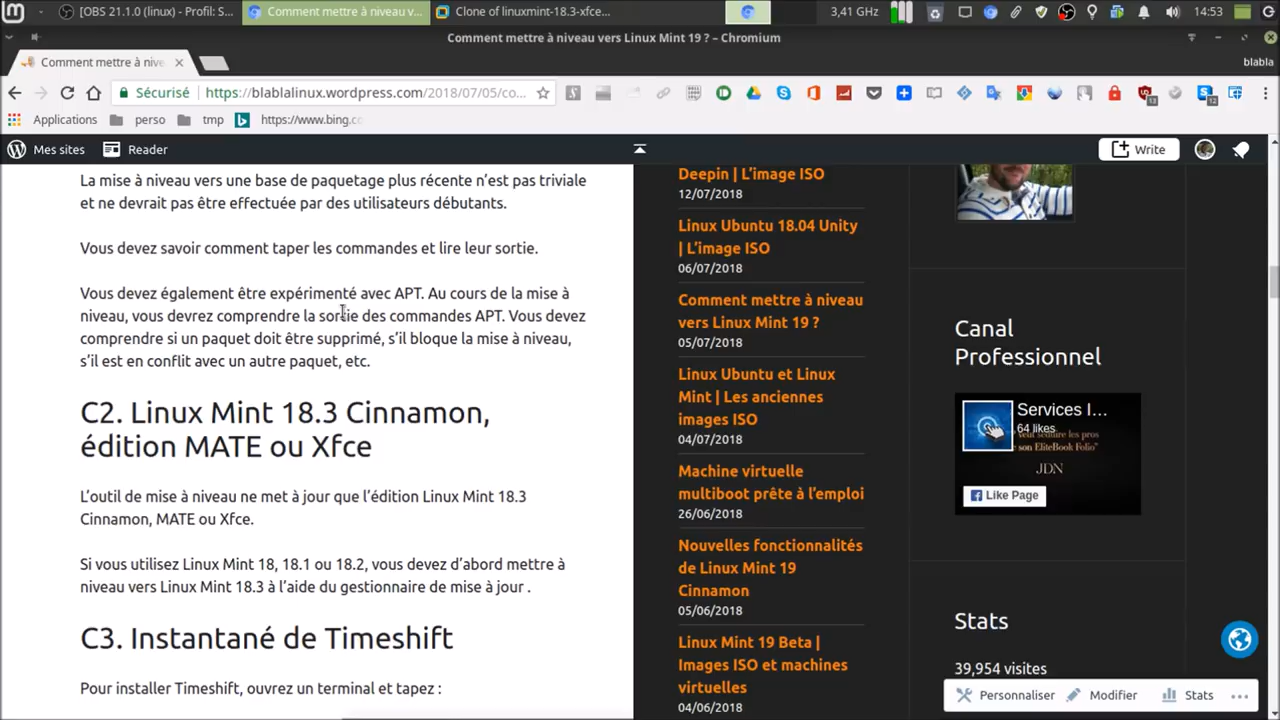 [OBS 21.1.0 (linux) - Profil: S...
Comment mettre à niveau v...
Clone of linuxmint-18.3-xfce...
3,41 GHz
14:53
Comment mettre à niveau vers Linux Mint 19 ? – Chromium
Comment mettre à nive
blabla
Sécurisé
https://blablalinux.wordpress.com/2018/07/05/co...
13
12
Applications
perso
tmp
https://www.bing.co
Mes sites
Reader
Write
La mise à niveau vers une base de paquetage plus récente n’est pas triviale
et ne devrait pas être effectuée par des utilisateurs débutants.
Vous devez savoir comment taper les commandes et lire leur sortie.
Vous devez également être expérimenté avec APT. Au cours de la mise à
niveau, vous devrez comprendre la sortie des commandes APT. Vous devez
comprendre si un paquet doit être supprimé, s’il bloque la mise à niveau,
s’il est en conflit avec un autre paquet, etc.
C2. Linux Mint 18.3 Cinnamon,
édition MATE ou Xfce
L’outil de mise à niveau ne met à jour que l’édition Linux Mint 18.3
Cinnamon, MATE ou Xfce.
Si vous utilisez Linux Mint 18, 18.1 ou 18.2, vous devez d’abord mettre à
niveau vers Linux Mint 18.3 à l’aide du gestionnaire de mise à jour .
C3. Instantané de Timeshift
Pour installer Timeshift, ouvrez un terminal et tapez :
Deepin | L’image ISO
12/07/2018
Linux Ubuntu 18.04 Unity
| L’image ISO
06/07/2018
Comment mettre à niveau
vers Linux Mint 19 ?
05/07/2018
Linux Ubuntu et Linux
Mint | Les anciennes
images ISO
04/07/2018
Machine virtuelle
multiboot prête à l’emploi
26/06/2018
Nouvelles fonctionnalités
de Linux Mint 19
Cinnamon
05/06/2018
Linux Mint 19 Beta |
Images ISO et machines
virtuelles
04/06/2018
Canal
Professionnel
Services I...
64 likes
veut séduire les pros
son EliteBook Folio”
JDN
Like Page
Stats
39,954 visites
Personnaliser
Modifier
Stats